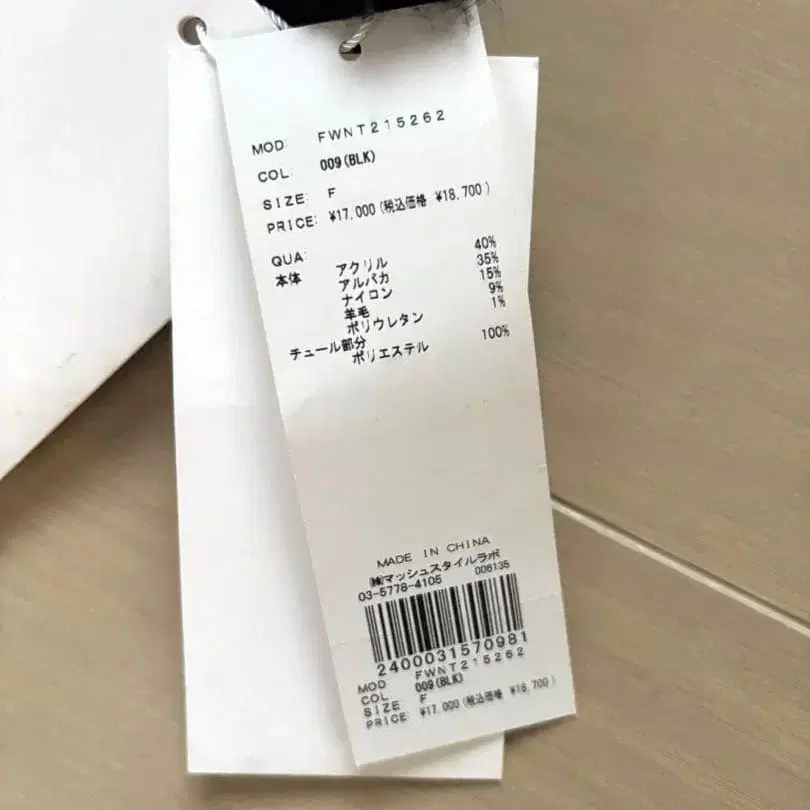 MOD: FWNT215262
COL: 009(BLK)
SIZE: F
PRICE: ¥17,000(税込価格 ¥18,700)
QUA:
本体 アクリル 40%
アルパカ 35%
ナイロン 15%
羊毛 9%
ポリウレタン 1%
チュール部分
ポリエステル 100%
MADE IN CHINA
㈱マッシュスタイルラボ
03-5778-4105 006135
2400031570981
MOD FWNT215262
COL 009(BLK)
SIZE F
PRICE: ¥17,000(税込価格 ¥18,700)